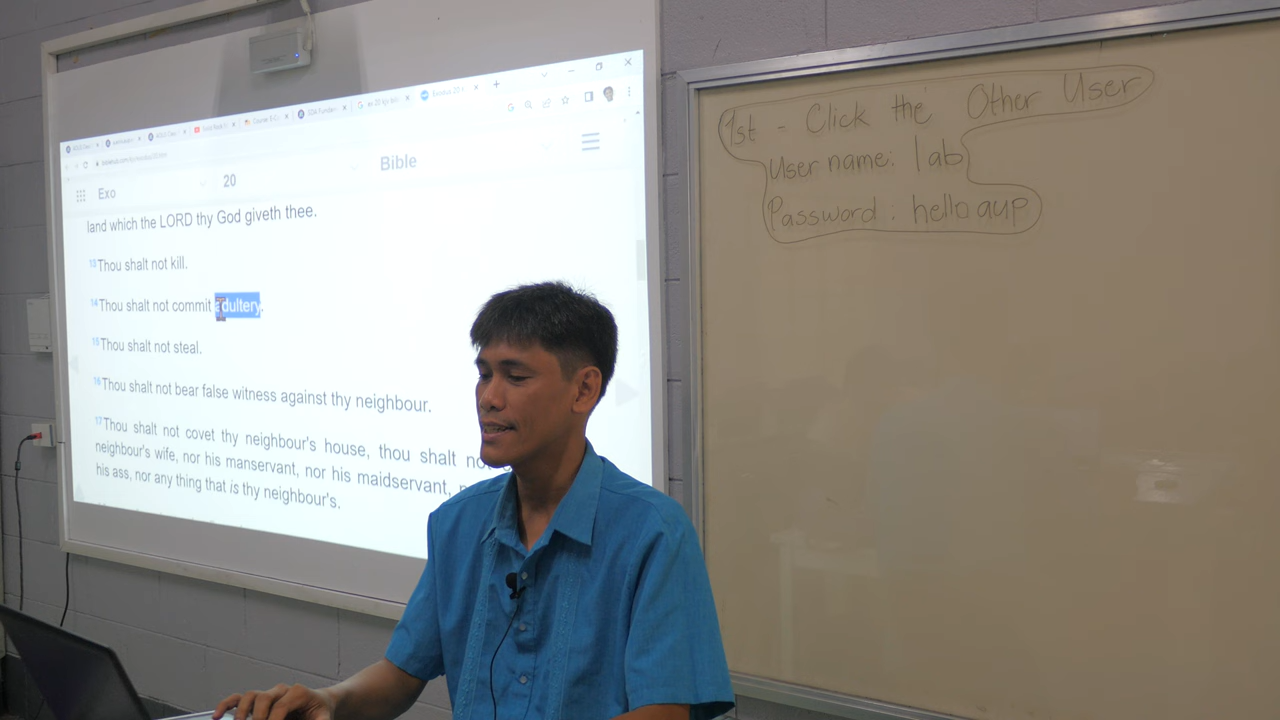 Exodus 20 K
Exo
20
Bible
land which the LORD thy God giveth thee.
13 Thou shalt not kill.
14 Thou shalt not commit adultery.
15 Thou shalt not steal.
16 Thou shalt not bear false witness against thy neighbour.
17 Thou shalt not covet thy neighbour's house, thou shalt not
neighbour's wife, nor his manservant, nor his maidservant,
his ass, nor any thing that is thy neighbour's.
1st - Click the Other User
User name: lab
Password: hello aup